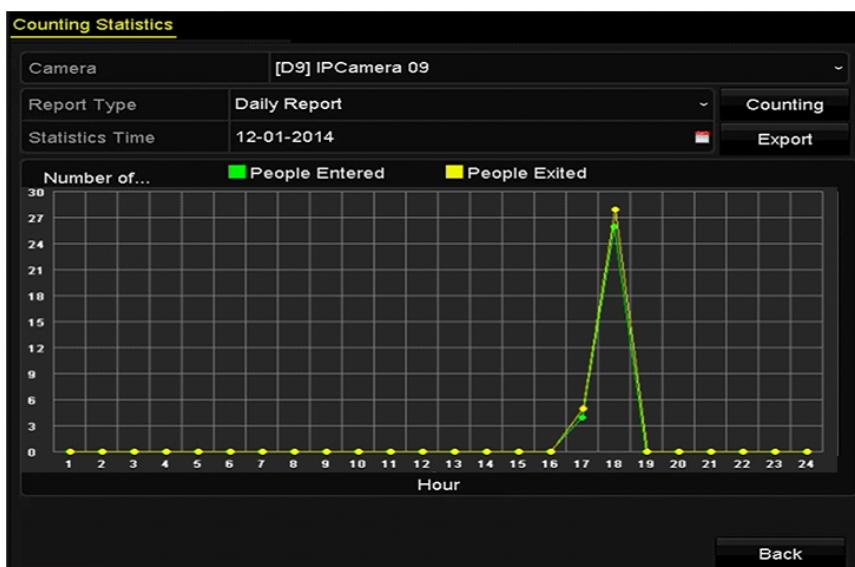 Counting Statistics
Camera [D9] IPCamera 09
Report Type Daily Report Counting
Statistics Time 12-01-2014 Export
Number of... People Entered People Exited
30
27
24
21
18
15
12
9
6
3
0
1 2 3 4 5 6 7 8 9 10 11 12 13 14 15 16 17 18 19 20 21 22 23 24
Hour
Back